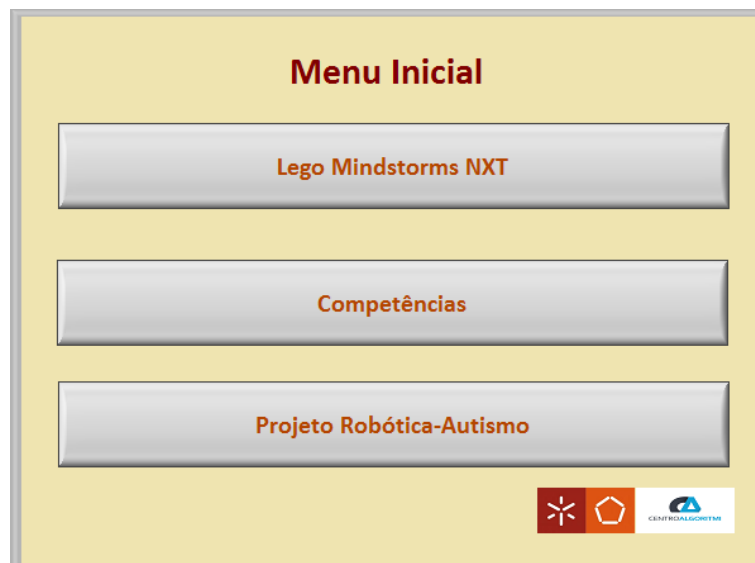 Menu Inicial
Lego Mindstorms NXT
Competências
Projeto Robótica-Autismo
CENTROALGORITMI